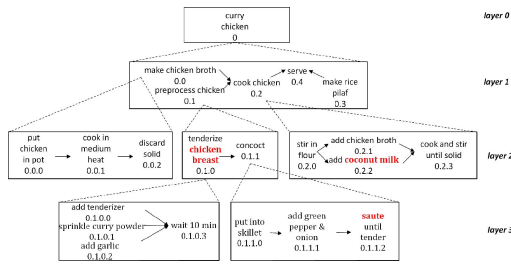 curry
chicken
0
layer 0
make chicken broth
0.0
preprocess chicken
0.1
cook chicken
0.2
serve
0.4
make rice
pilaf
0.3
layer 1
put
chicken
in pot
0.0.0
cook in
medium
heat
0.0.1
discard
solid
0.0.2
tenderize
chicken
breast
0.1.0
concoct
0.1.1
stir in
flour
0.2.0
add chicken broth
0.2.1
add coconut milk
0.2.2
cook and stir
until solid
0.2.3
layer 2
add tenderizer
0.1.0.0
sprinkle curry powder
0.1.0.1
add garlic
0.1.0.2
wait 10 min
0.1.0.3
put into
skillet
0.1.1.0
add green
pepper &
onion
0.1.1.1
saute
until
tender
0.1.1.2
layer 3